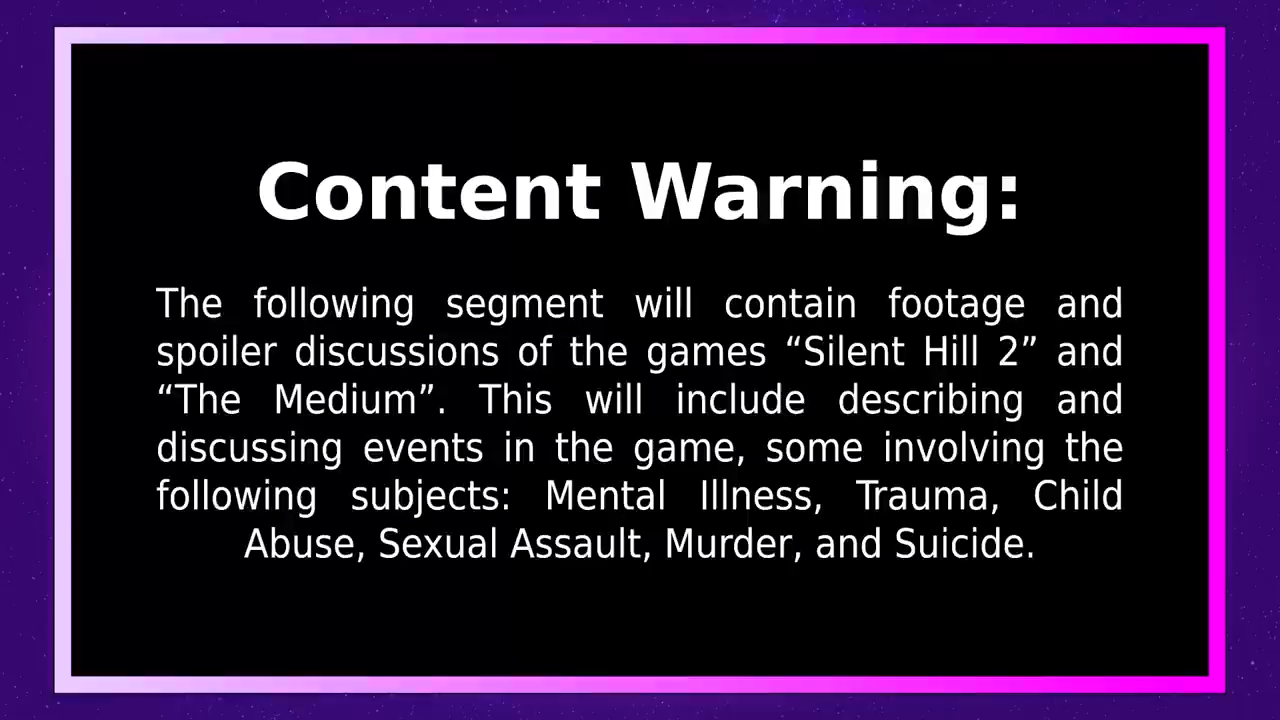 Content Warning:
The following segment will contain footage and
spoiler discussions of the games “Silent Hill 2” and
“The Medium”. This will include describing and
discussing events in the game, some involving the
following subjects: Mental Illness, Trauma, Child
Abuse, Sexual Assault, Murder, and Suicide.